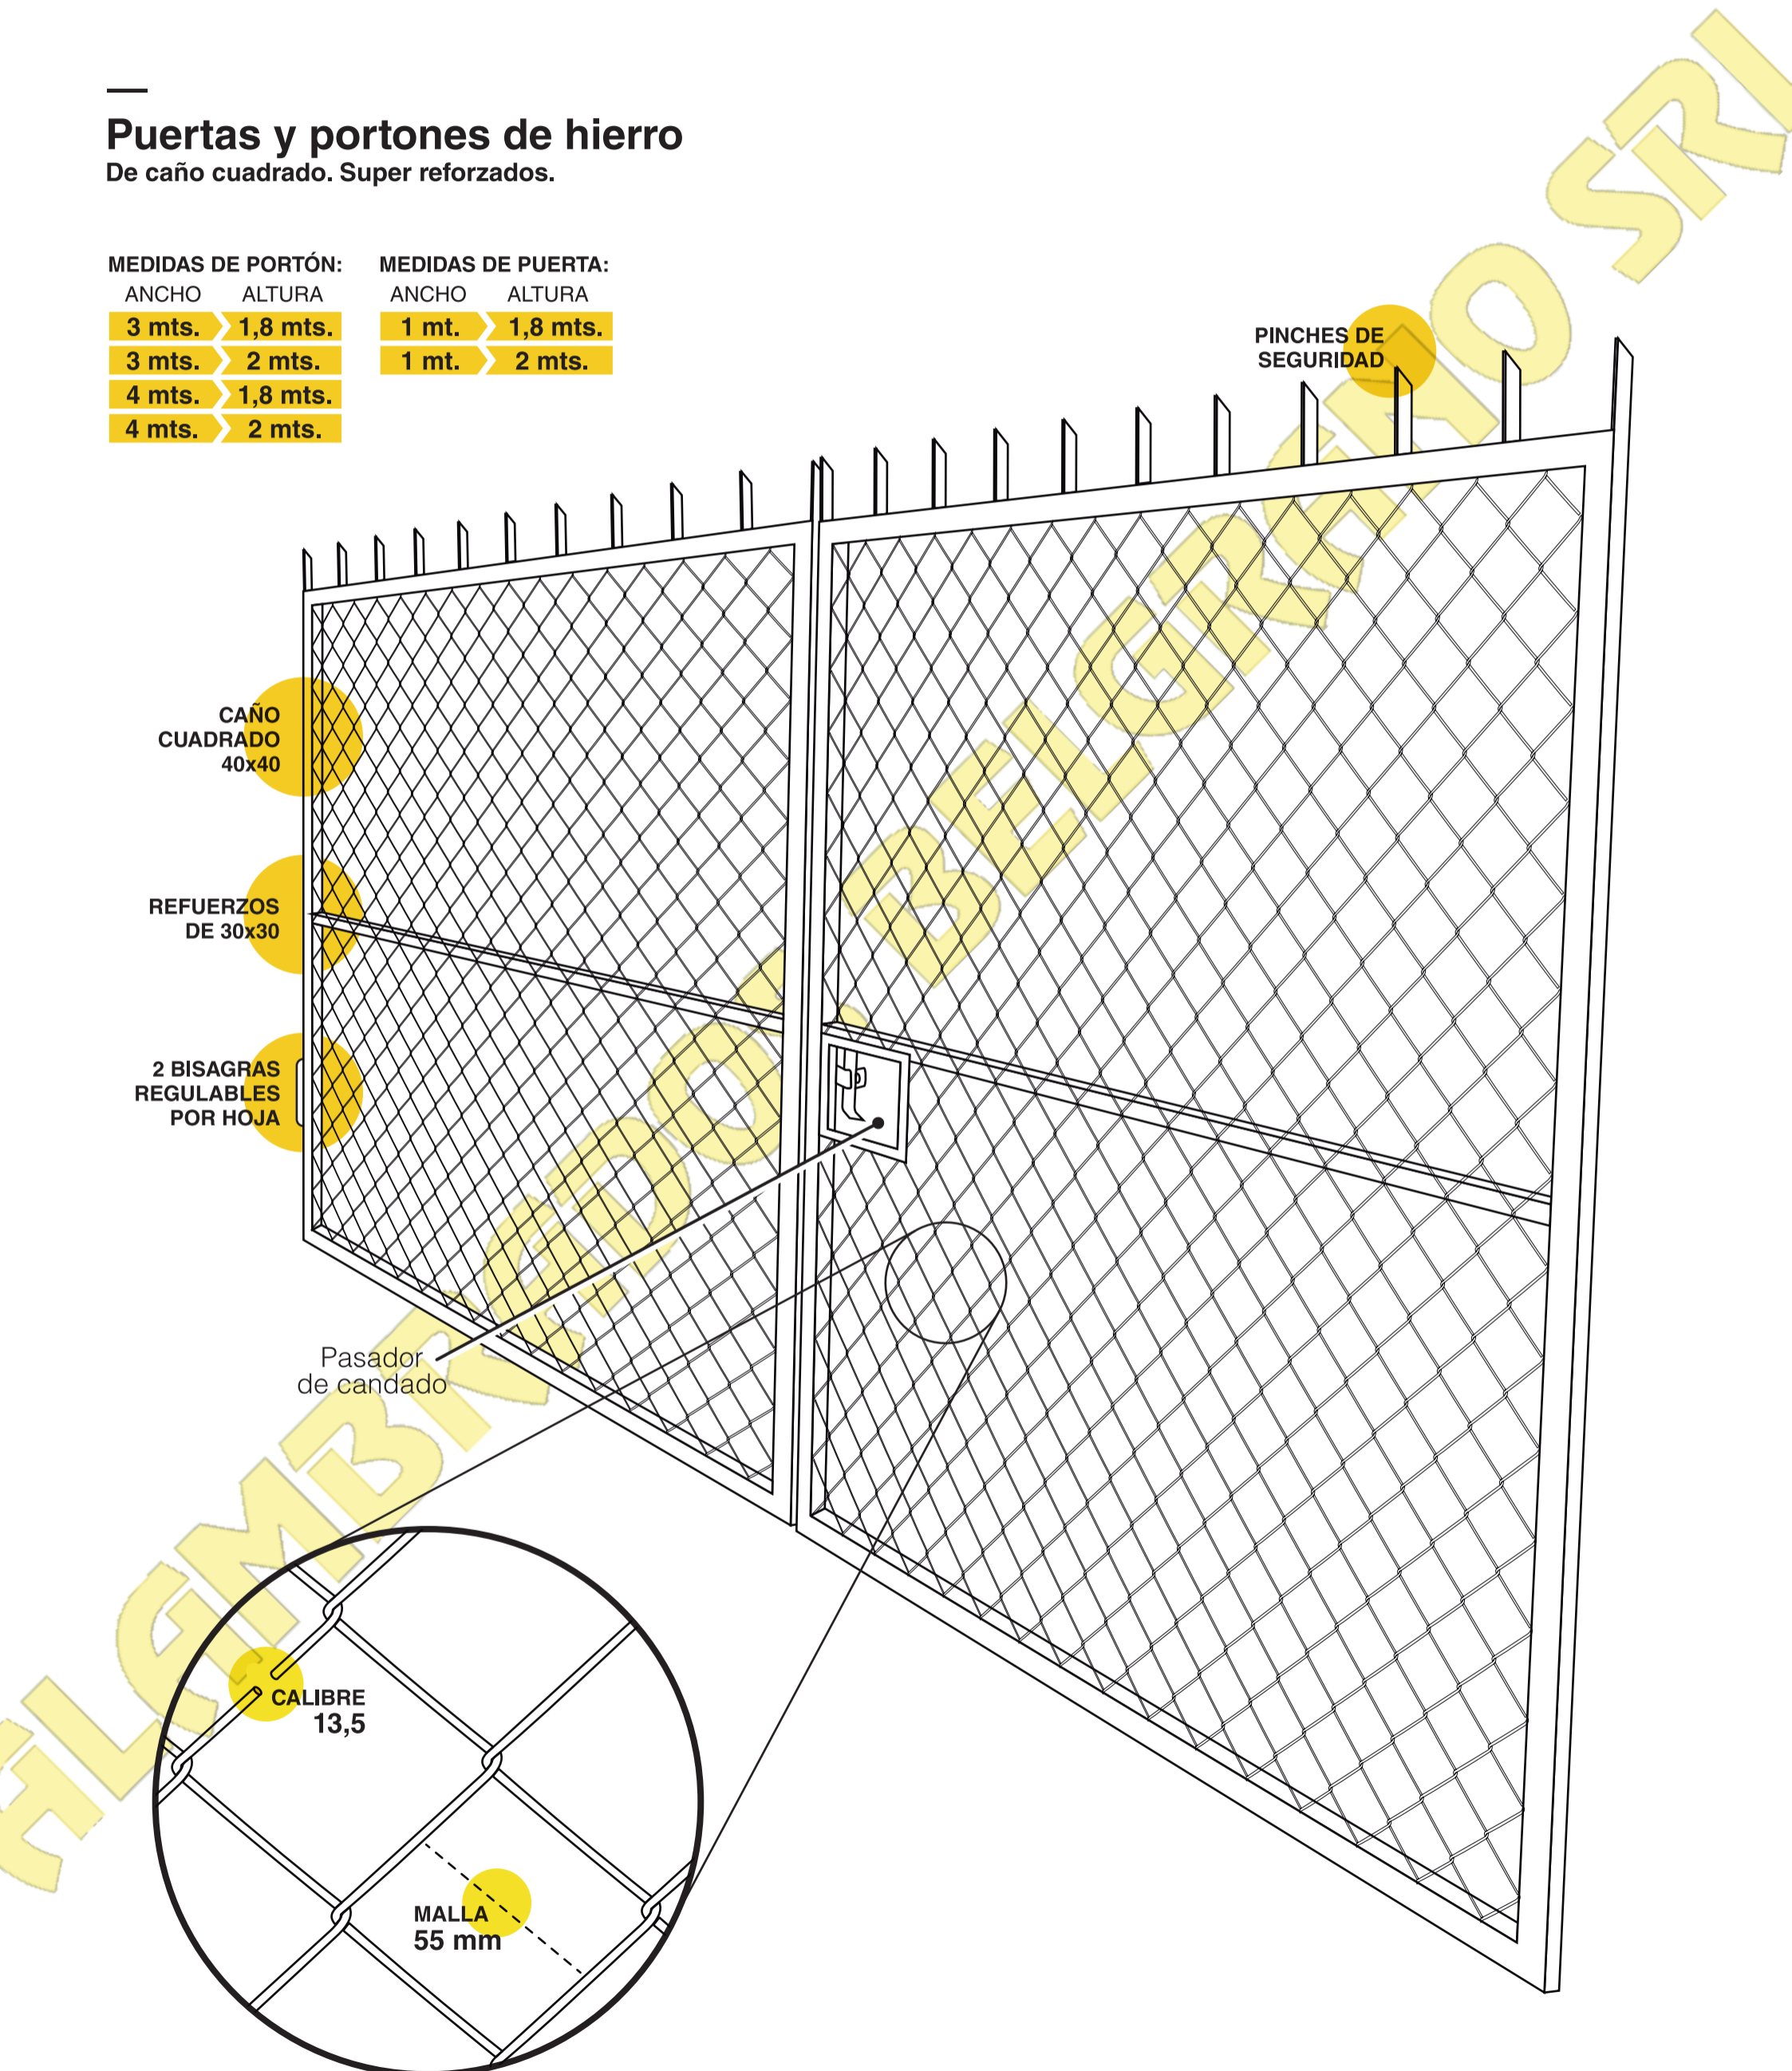 Puertas y portones de hierro
De caño cuadrado. Super reforzados.
MEDIDAS DE PORTÓN:
ANCHO ALTURA
3 mts. 1,8 mts.
3 mts. 2 mts.
4 mts. 1,8 mts.
4 mts. 2 mts.
MEDIDAS DE PUERTA:
ANCHO ALTURA
1 mt. 1,8 mts.
1 mt. 2 mts.
PINCHES DE
SEGURIDAD
CAÑO
CUADRADO
40x40
REFUERZOS
DE 30x30
2 BISAGRAS
REGULABLES
POR HOJA
Pasador
de candado
CALIBRE
13,5
MALLA
55 mm
ALAMBRADOR BELGRANO SRL